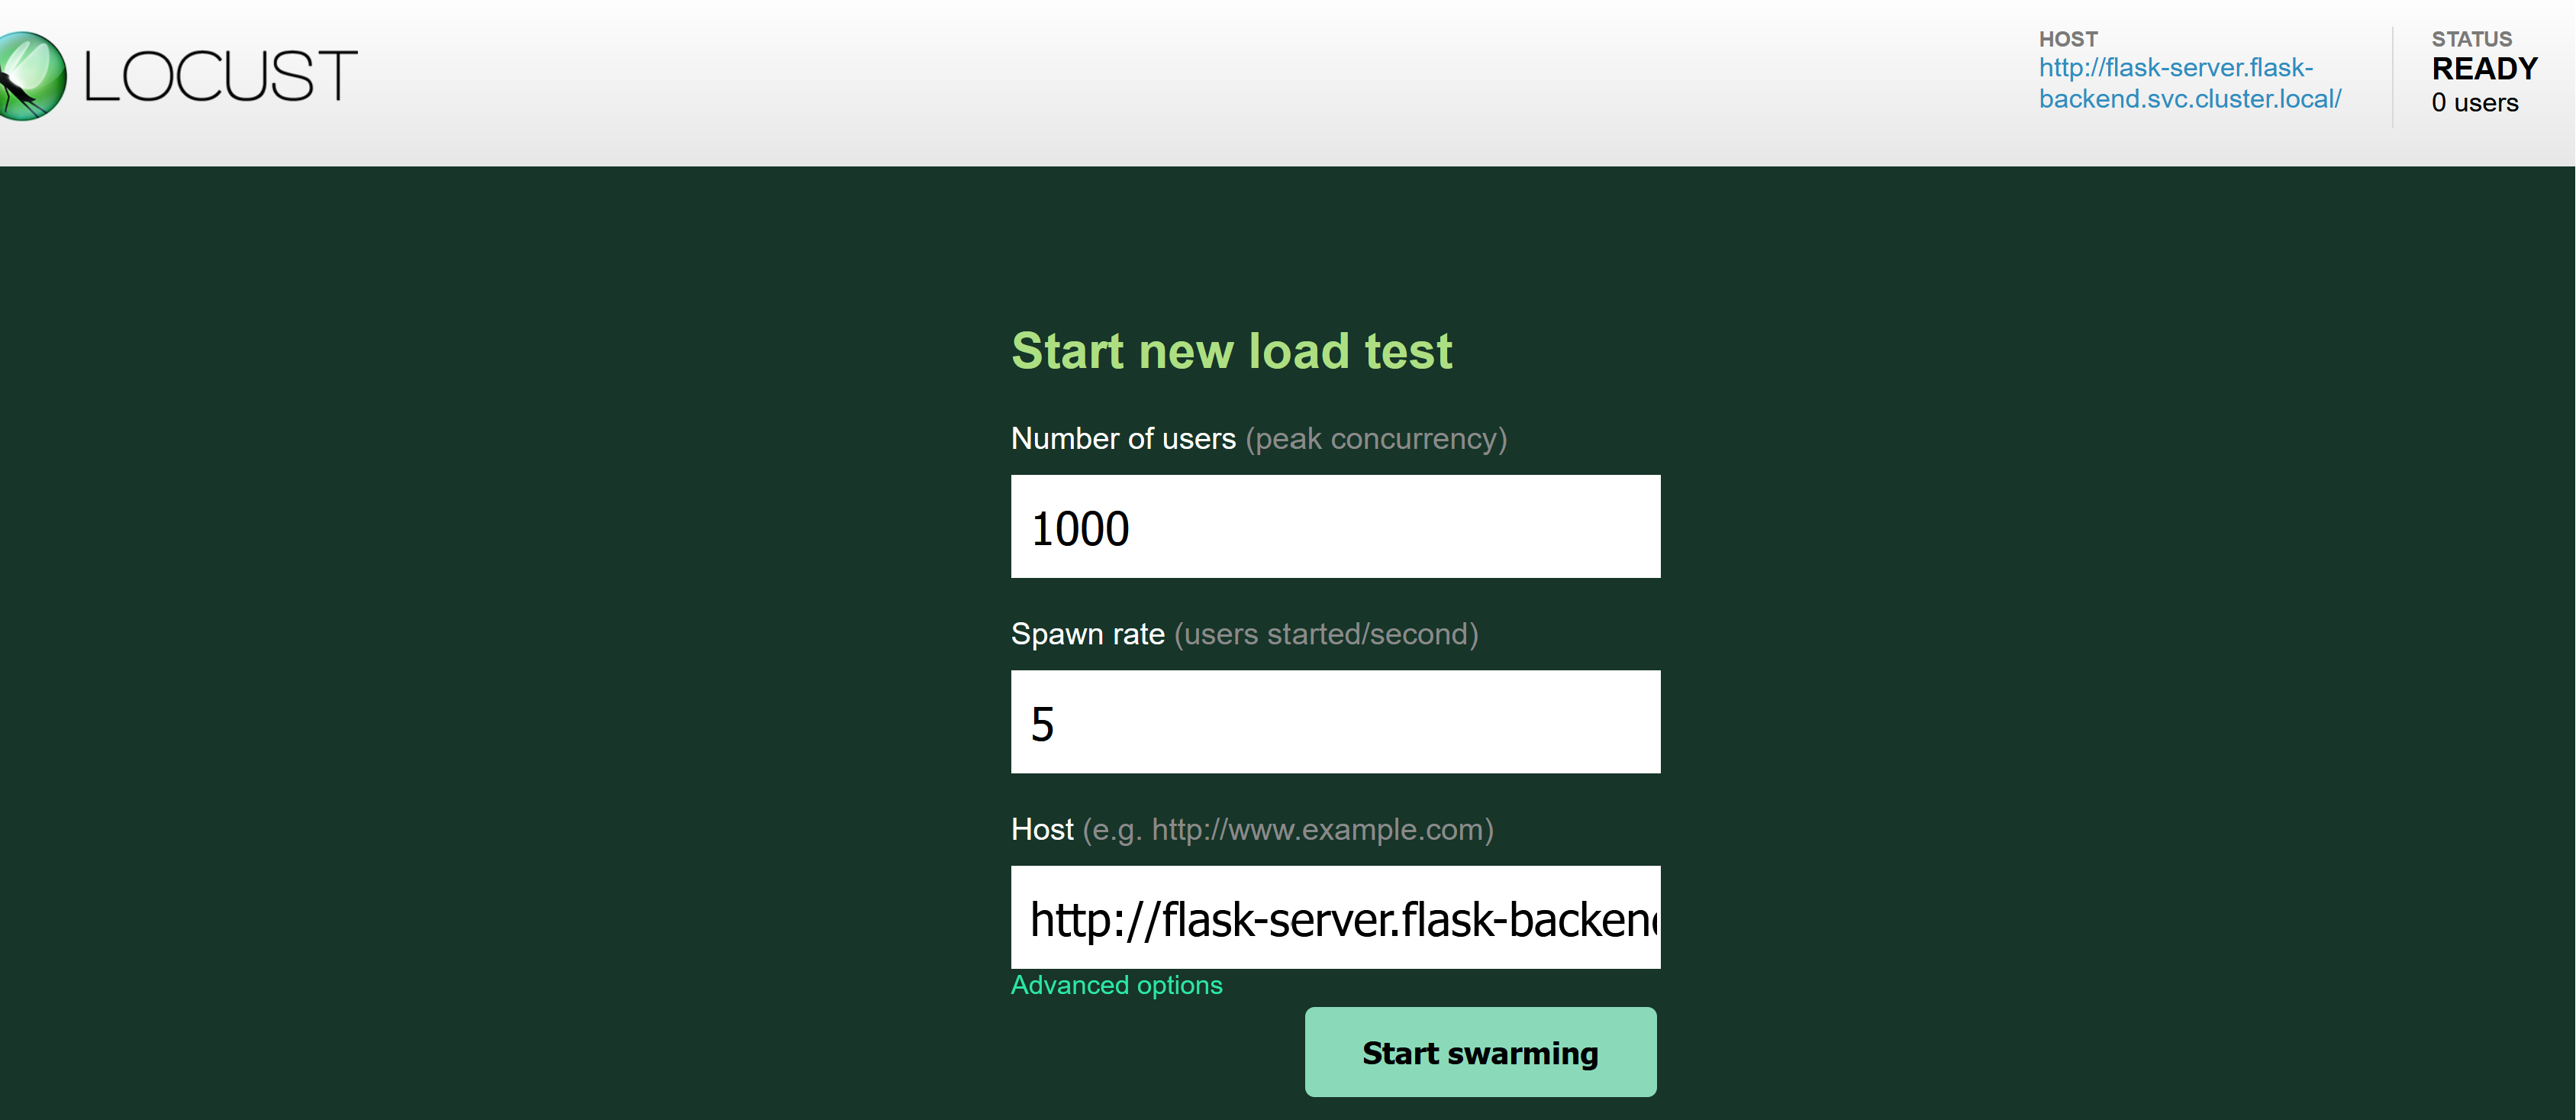 LOCUST
HOST
http://flask-server.flask-
backend.svc.cluster.local/
STATUS
READY
0 users
Start new load test
Number of users (peak concurrency)
1000
Spawn rate (users started/second)
5
Host (e.g. http://www.example.com)
http://flask-server.flask-backend
Advanced options
Start swarming